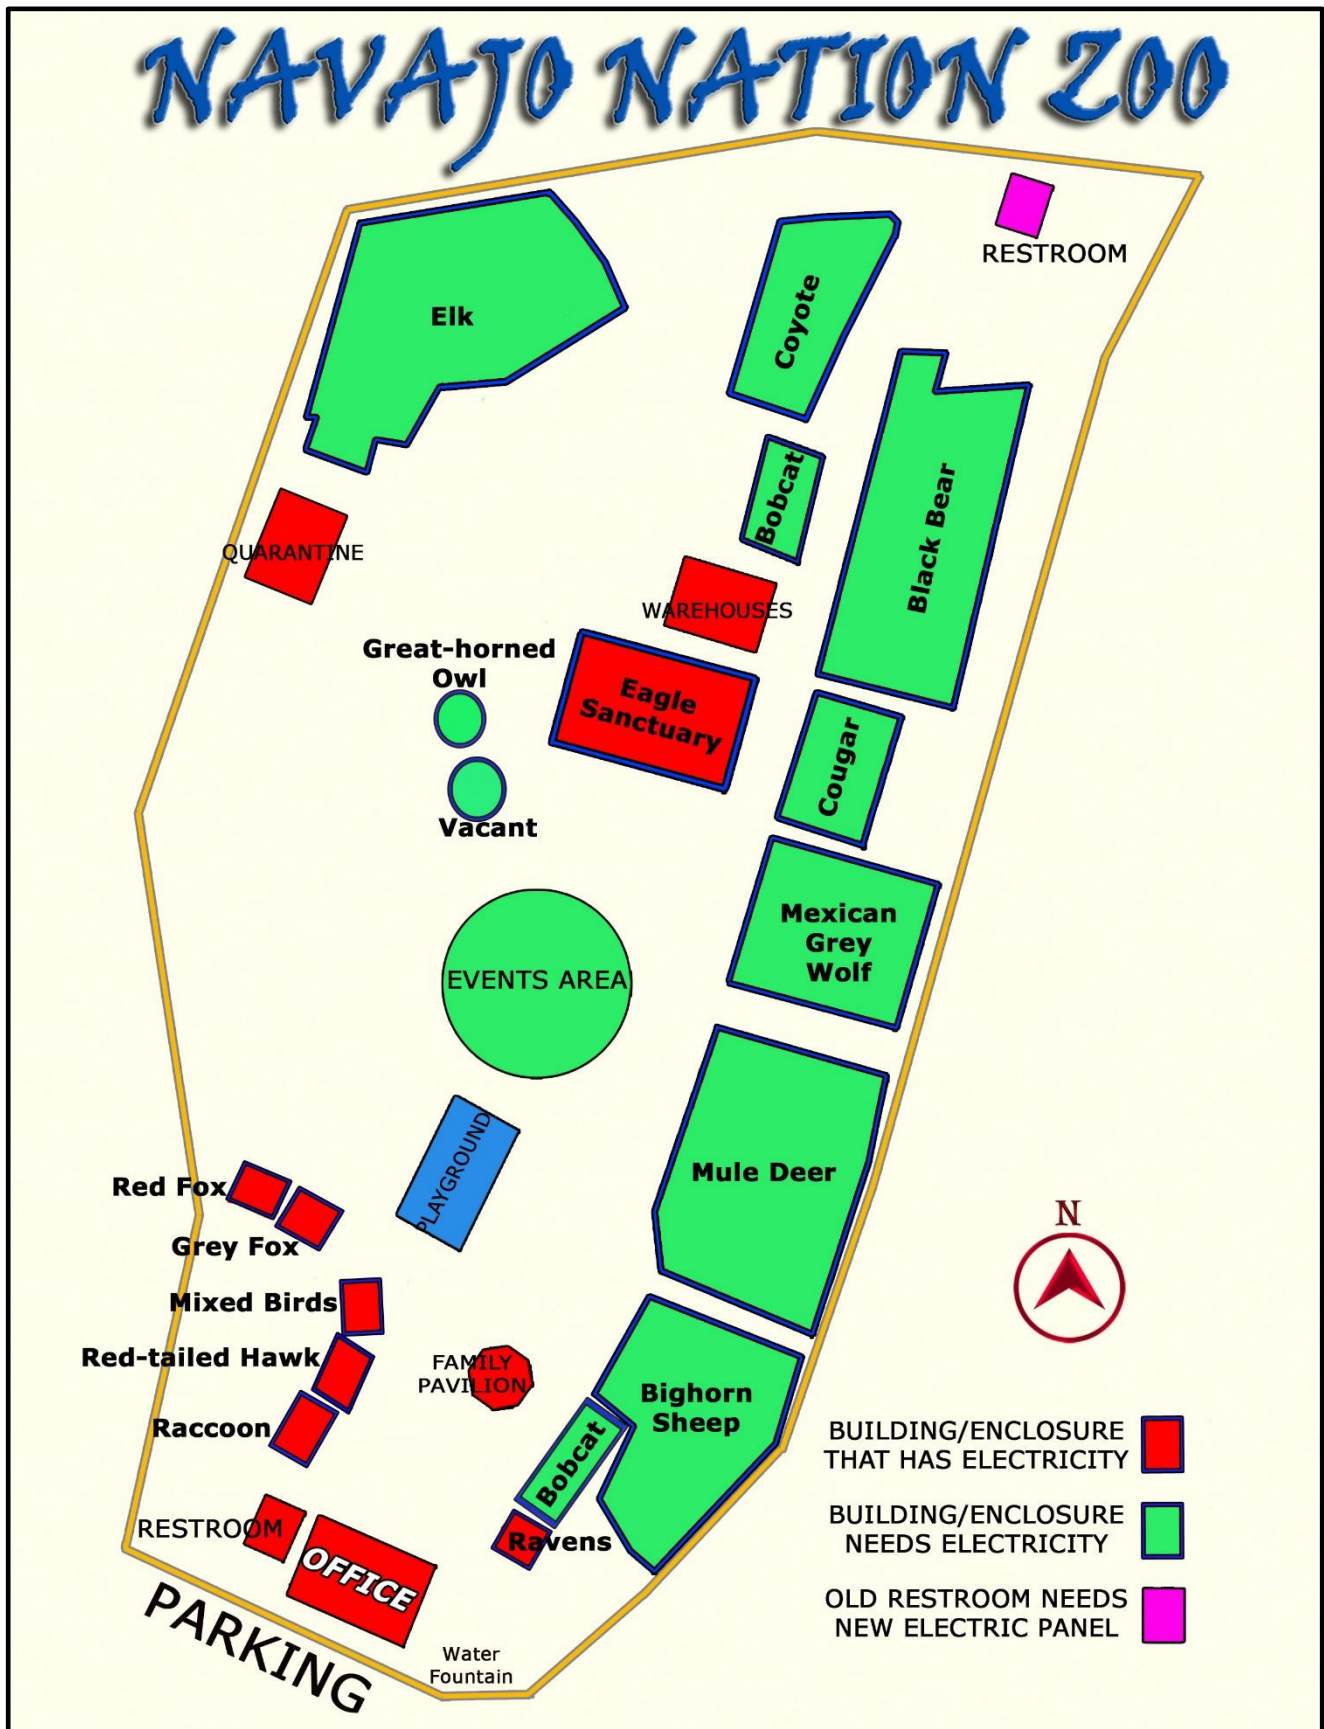 NAVAJO NATION ZOO
RESTROOM
Elk
Coyote
Bobcat
Black Bear
QUARANTINE
WAREHOUSES
Great-horned
Owl
Eagle
Sanctuary
Vacant
Cougar
Mexican
Grey
Wolf
EVENTS AREA
PLAYGROUND
Mule Deer
Red Fox
Grey Fox
Mixed Birds
Red-tailed Hawk
Raccoon
FAMILY
PAVILION
Bighorn
Sheep
Bobcat
Ravens
RESTROOM
OFFICE
PARKING
Water
Fountain
N
BUILDING/ENCLOSURE
THAT HAS ELECTRICITY
BUILDING/ENCLOSURE
NEEDS ELECTRICITY
OLD RESTROOM NEEDS
NEW ELECTRIC PANEL